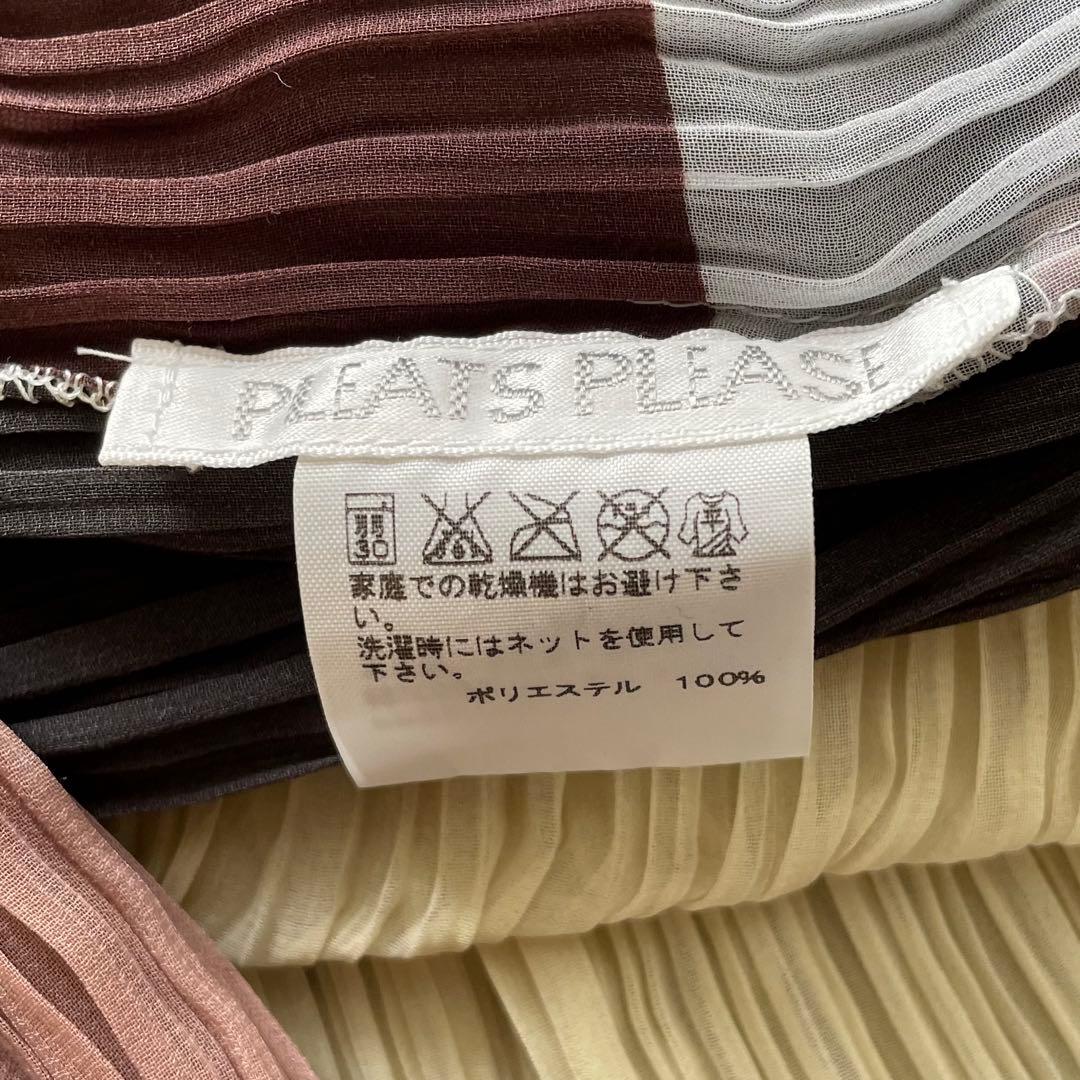 PLEATS PLEASE
弱
30
平
家庭での乾燥機はお避け下さ
い。
洗濯時にはネットを使用して
下さい。
ポリエステル 100%